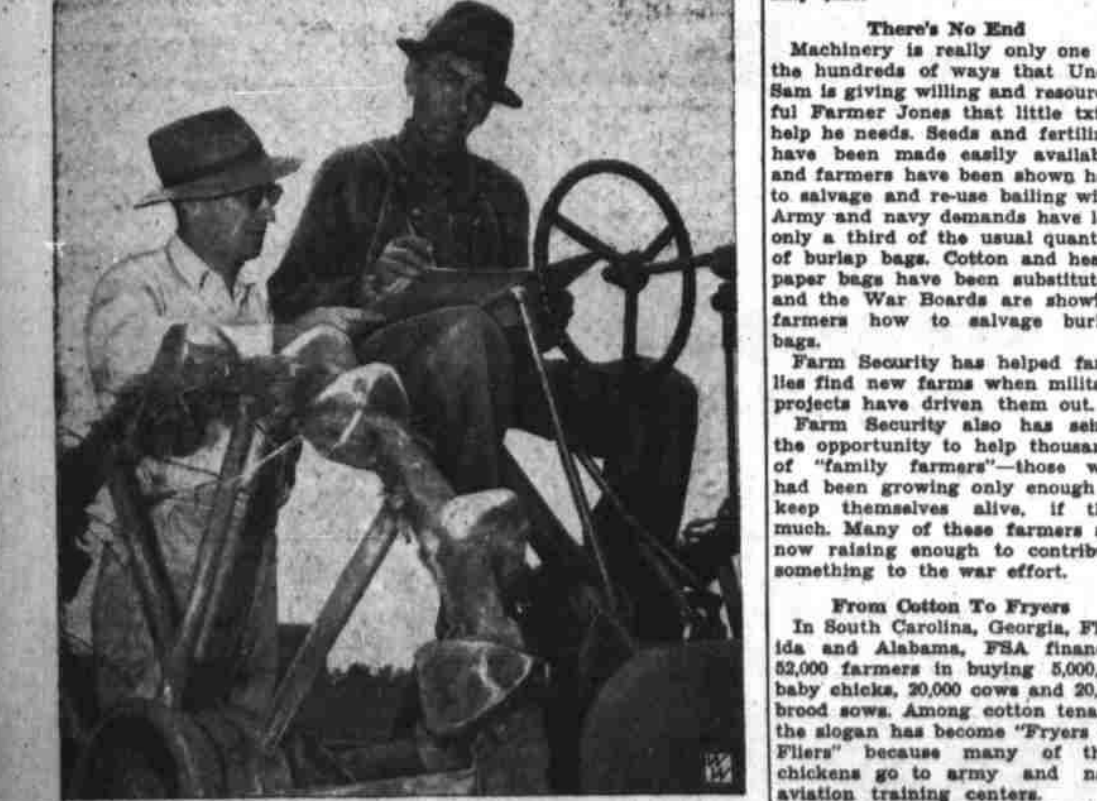 There's No End
Machinery is really only one
the hundreds of ways that Un
Sam is giving willing and resour
ful Farmer Jones that little txt
help he needs. Seeds and fertiliz
have been made easily availab
and farmers have been shown h
to salvage and re-use bailing wi
Army and navy demands have l
only a third of the usual quant
of burlap bags. Cotton and hea
paper bags have been substitut
and the War Boards are showi
farmers how to salvage burl
bags.
Farm Security has helped fam
lies find new farms when milita
projects have driven them out.
Farm Security also has seiz
the opportunity to help thousan
of "family farmers"—those w
had been growing only enough
keep themselves alive, if th
much. Many of these farmers a
now raising enough to contribu
something to the war effort.
From Cotton To Fryers
In South Carolina, Georgia, Fl
ida and Alabama, FSA financ
52,000 farmers in buying 5,000,
baby chicks, 20,000 cows and 20,
brood sows. Among cotton tena
the slogan has become "Fryers
Fliers" because many of th
chickens go to army and na
aviation training centers.
WW